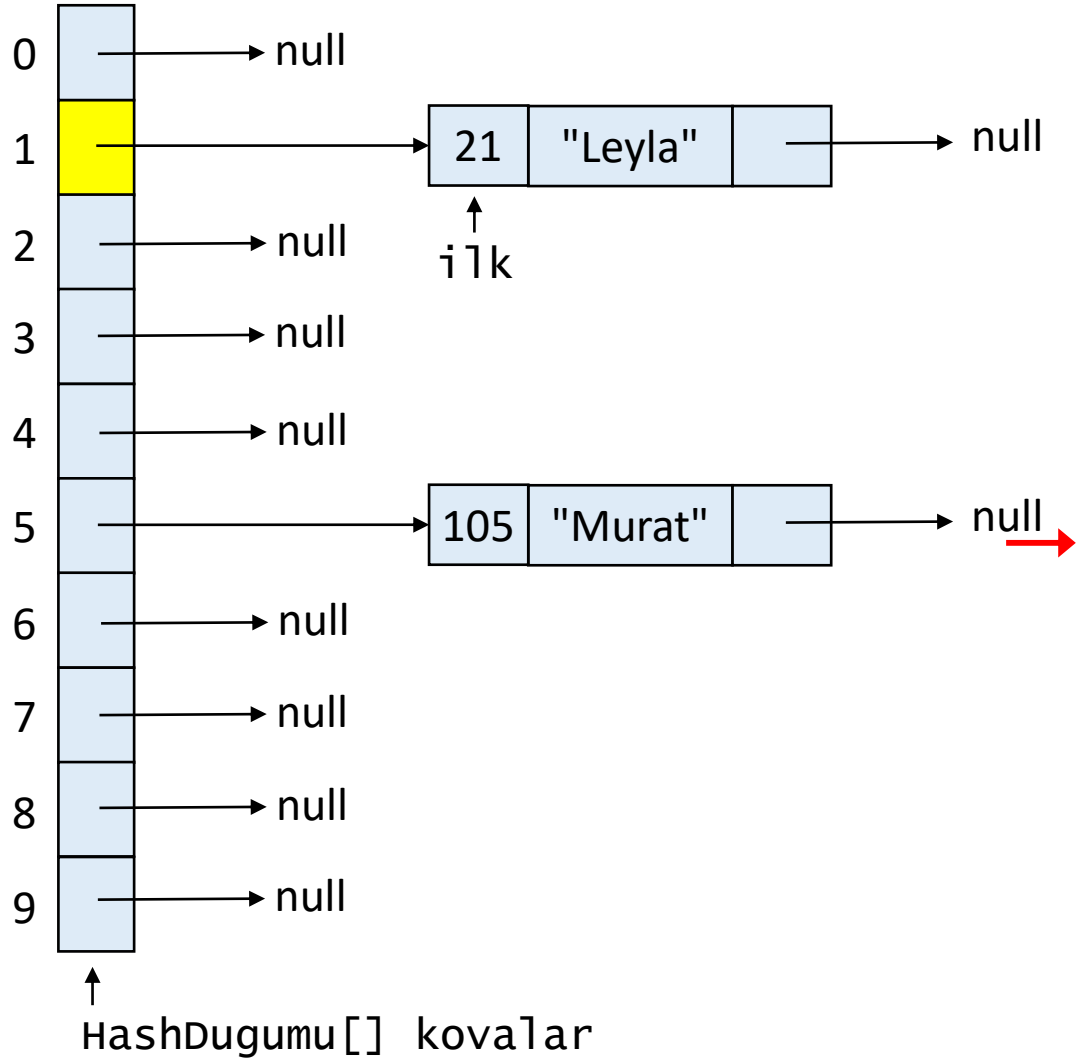 0 null
1 21 "Leyla" null
ilk
2 null
3 null
4 null
5 105 "Murat" null
6 null
7 null
8 null
9 null
HashDugumu[] kovalar